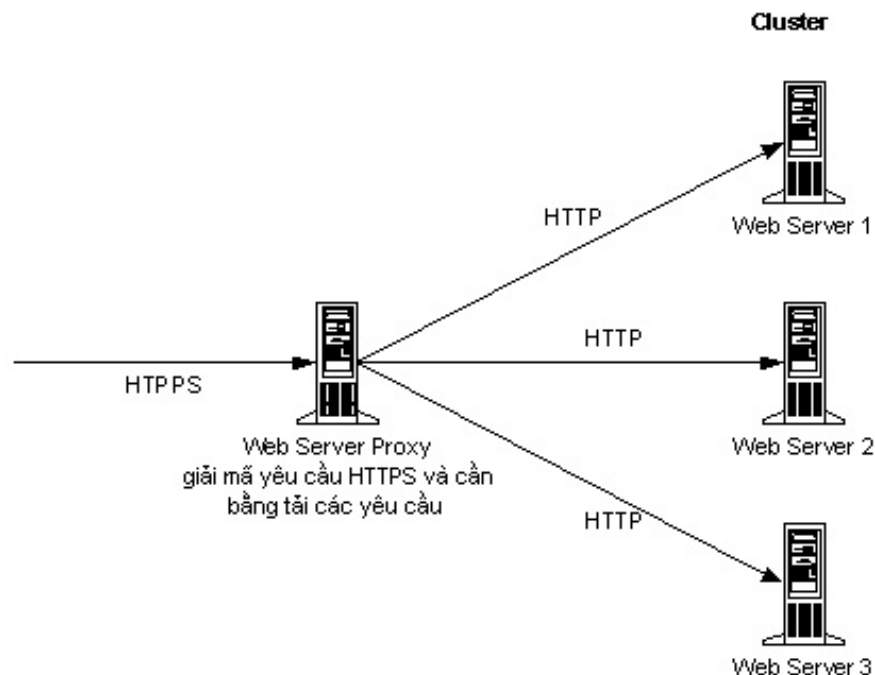 Cluster
Web Server 1
HTTP
HTTP
HTPPS
Web Server Proxy
giải mã yêu cầu HTTPS và cần
bằng tải các yêu cầu
Web Server 2
HTTP
Web Server 3